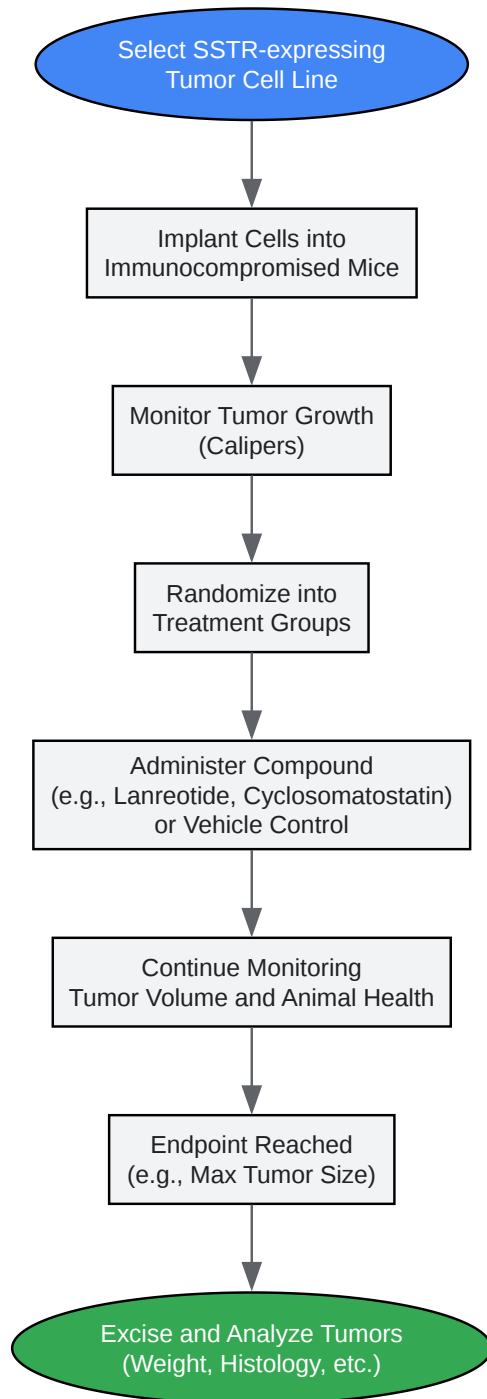 Select SSTR-expressing
Tumor Cell Line
Implant Cells into
Immunocompromised Mice
Monitor Tumor Growth
(Calipers)
Randomize into
Treatment Groups
Administer Compound
(e.g., Lanreotide, Cyclosomatostatin)
or Vehicle Control
Continue Monitoring
Tumor Volume and Animal Health
Endpoint Reached
(e.g., Max Tumor Size)
Excise and Analyze Tumors
(Weight, Histology, etc.)